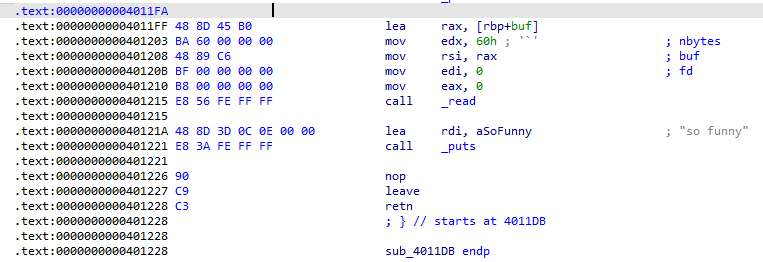 .text:00000000004011FA
.text:00000000004011FF 48 8D 45 B0 lea rax, [rbp+buf]
.text:0000000000401203 BA 60 00 00 00 mov edx, 60h ; '`' ; nbytes
.text:0000000000401208 48 89 C6 mov rsi, rax ; buf
.text:000000000040120B BF 00 00 00 00 mov edi, 0 ; fd
.text:0000000000401210 B8 00 00 00 00 mov eax, 0
.text:0000000000401215 E8 56 FE FF FF call _read
.text:0000000000401215
.text:000000000040121A 48 8D 3D 0C 0E 00 00 lea rdi, aSoFunny ; "so funny"
.text:0000000000401221 E8 3A FE FF FF call _puts
.text:0000000000401221
.text:0000000000401226 90 nop
.text:0000000000401227 C9 leave
.text:0000000000401228 C3 retn
.text:0000000000401228 ; } // starts at 4011DB
.text:0000000000401228
.text:0000000000401228 sub_4011DB endp